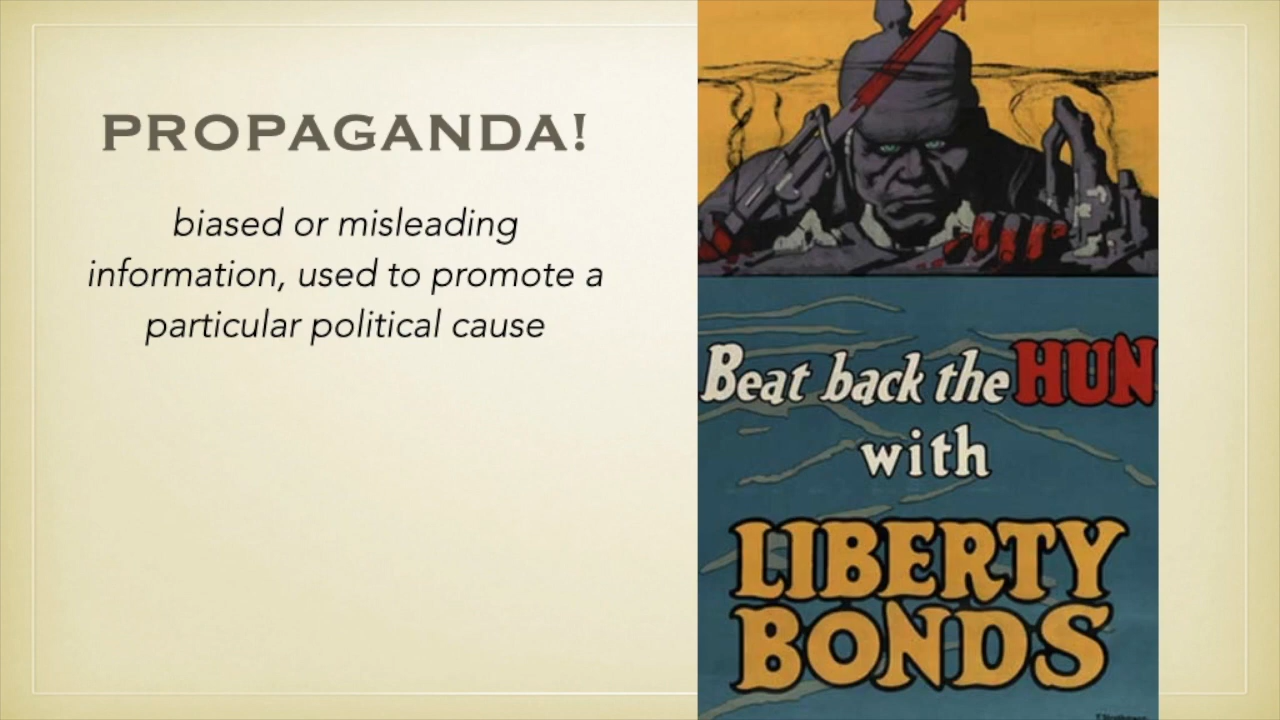 PROPAGANDA!
biased or misleading
information, used to promote a
particular political cause
Beat back the HUN
with
LIBERTY
BONDS